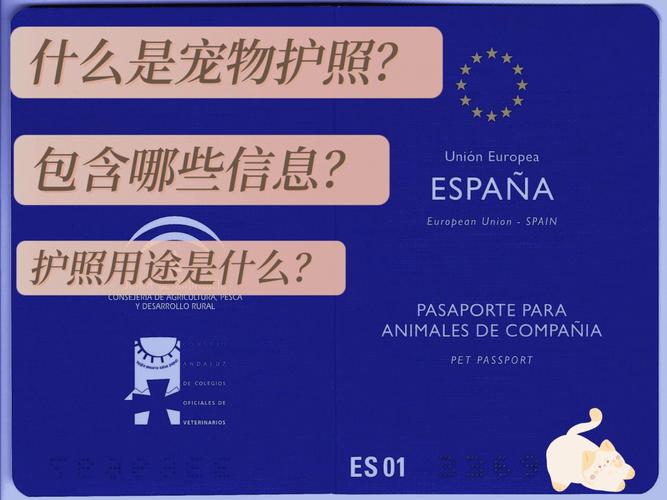 什么是宠物护照？
包含哪些信息？
护照用途是什么？
CONSEJERÍA DE AGRICULTURA, PESCA
Y DESARROLLO RURAL
CONSEJO
ANDALUZ
DE COLEGIOS
OFICIALES DE
VETERINARIOS
Unión Europea
ESPAÑA
European Union - SPAIN
PASAPORTE PARA
ANIMALES DE COMPAÑIA
PET PASSPORT
ES 01